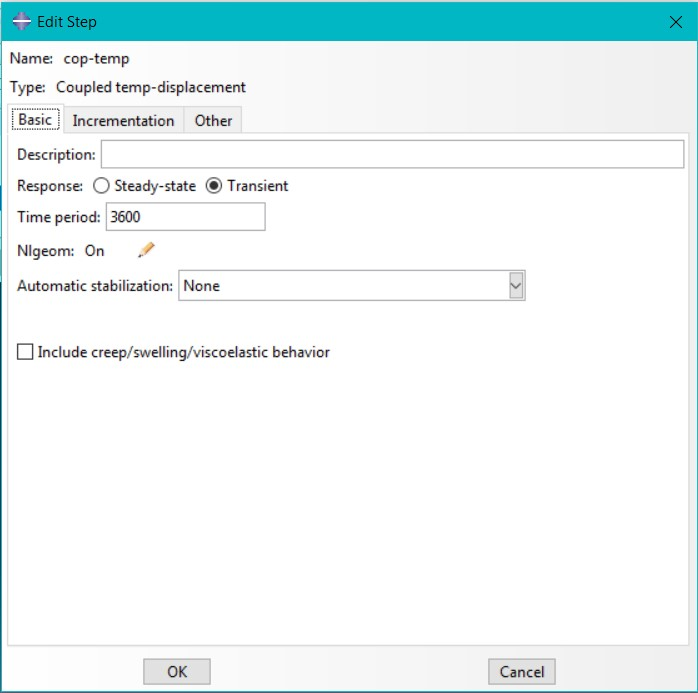 Edit Step
Name: cop-temp
Type: Coupled temp-displacement
Basic Incrementation Other
Description:
Response: Steady-state Transient
Time period: 3600
Nlgeom: On
Automatic stabilization: None
Include creep/swelling/viscoelastic behavior
OK Cancel